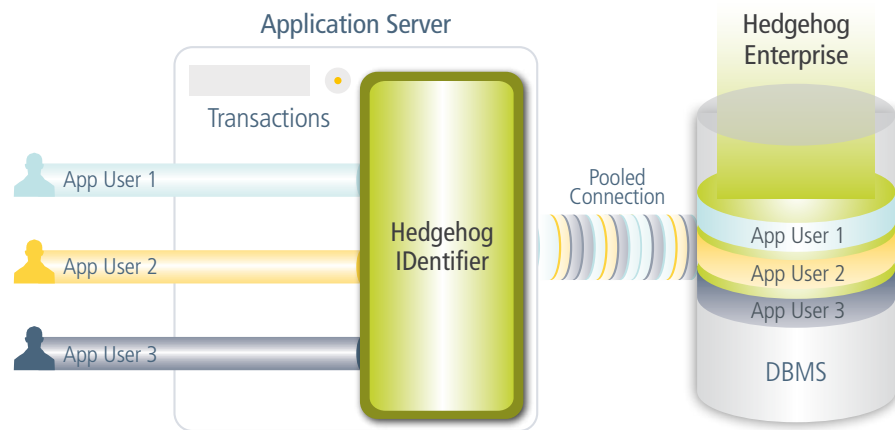 Application Server
Hedgehog
Enterprise
Transactions
App User 1
App User 2
App User 3
Hedgehog
IDentifier
Pooled
Connection
App User 1
App User 2
App User 3
DBMS